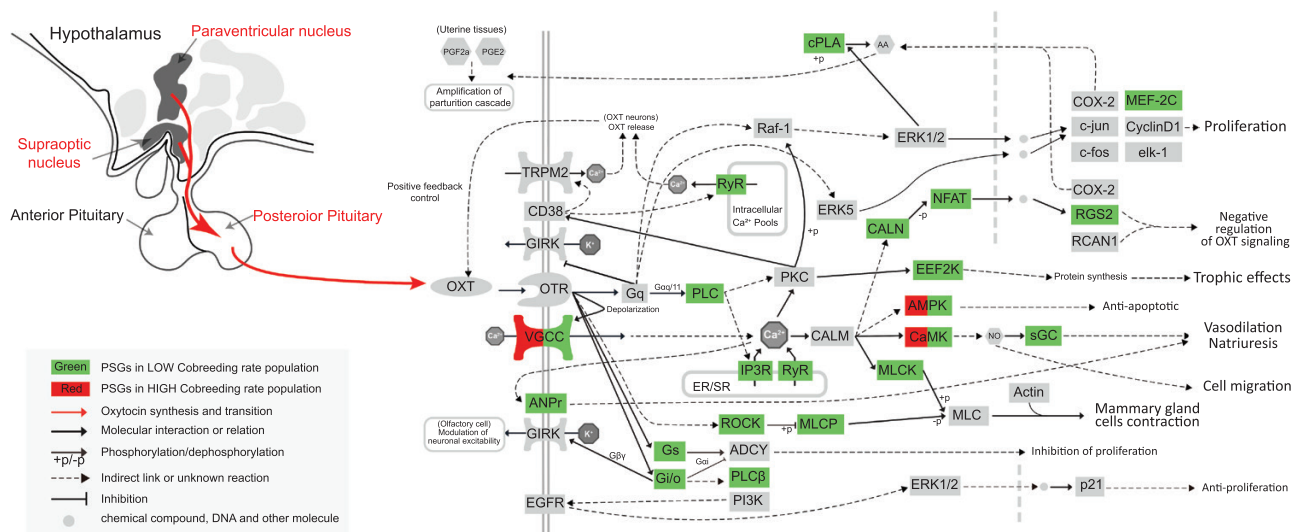 Hypothalamus
Paraventricular nucleus
Supraoptic
nucleus
Anterior Pituitary
Posteroior Pituitary
Green
PSGs in LOW Cobreeding rate population
Red
PSGs in HIGH Cobreeding rate population
Oxytocin synthesis and transition
Molecular interaction or relation
+p/-p
Phosphorylation/dephosphorylation
Indirect link or unknown reaction
Inhibition
chemical compound, DNA and other molecule
(Uterine tissues)
PGF2a
PGE2
Amplification of
parturition cascade
Positive feedback
control
(OXT neurons)
OXT release
TRPM2
Ca²⁺
CD38
GIRK
K⁺
OXT
OTR
Gq
Gαq/11
PLC
Depolarization
Ca²⁺
VGCC
ANPr
(Olfactory cell)
Modulation of
neuronal excitability
GIRK
K⁺
Gβγ
EGFR
cPLA
+p
AA
Raf-1
ERK1/2
Ca²⁺
RyR
Intracellular
Ca²⁺ Pools
ERK5
+p
PKC
Ca²⁺
CALM
IP3R
RyR
ER/SR
ROCK
+p
MLCP
Gs
ADCY
Gαi
Gi/o
PLCβ
PI3K
CALN
-p
NFAT
EEF2K
AMPK
CaMK
NO
sGC
MLCK
+p
-p
MLC
Actin
ERK1/2
p21
COX-2
MEF-2C
c-jun
CyclinD1
c-fos
elk-1
Proliferation
COX-2
RGS2
RCAN1
Negative
regulation
of OXT signaling
Protein synthesis
Trophic effects
Anti-apoptotic
Vasodilation
Natriuresis
Cell migration
Mammary gland
cells contraction
Inhibition of proliferation
Anti-proliferation